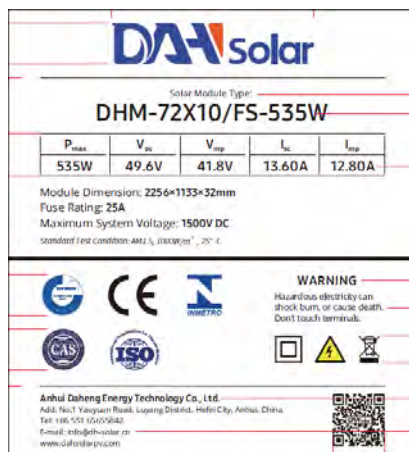 DAH Solar
Solar Module Type:
DHM-72X10/FS-535W
Pmax Voc Vmp Isc Imp
535W 49.6V 41.8V 13.60A 12.80A
Module Dimension: 2256×1133×32mm
Fuse Rating: 25A
Maximum System Voltage: 1500V DC
Standard Test Condition: AM1.5, 1000W/m², 25° C
CE
INMETRO
WARNING
Hazardous electricity can
shock burn, or cause death.
Don't touch terminals.
CAS
ISO
Anhui Daheng Energy Technology Co., Ltd.
Add: No.1 Yaoyuan Road, Luyang District, Hefei City, Anhui, China
Tel: +86 551 65655842
E-mail: info@dh-solar.cn
www.dahsolarpv.com